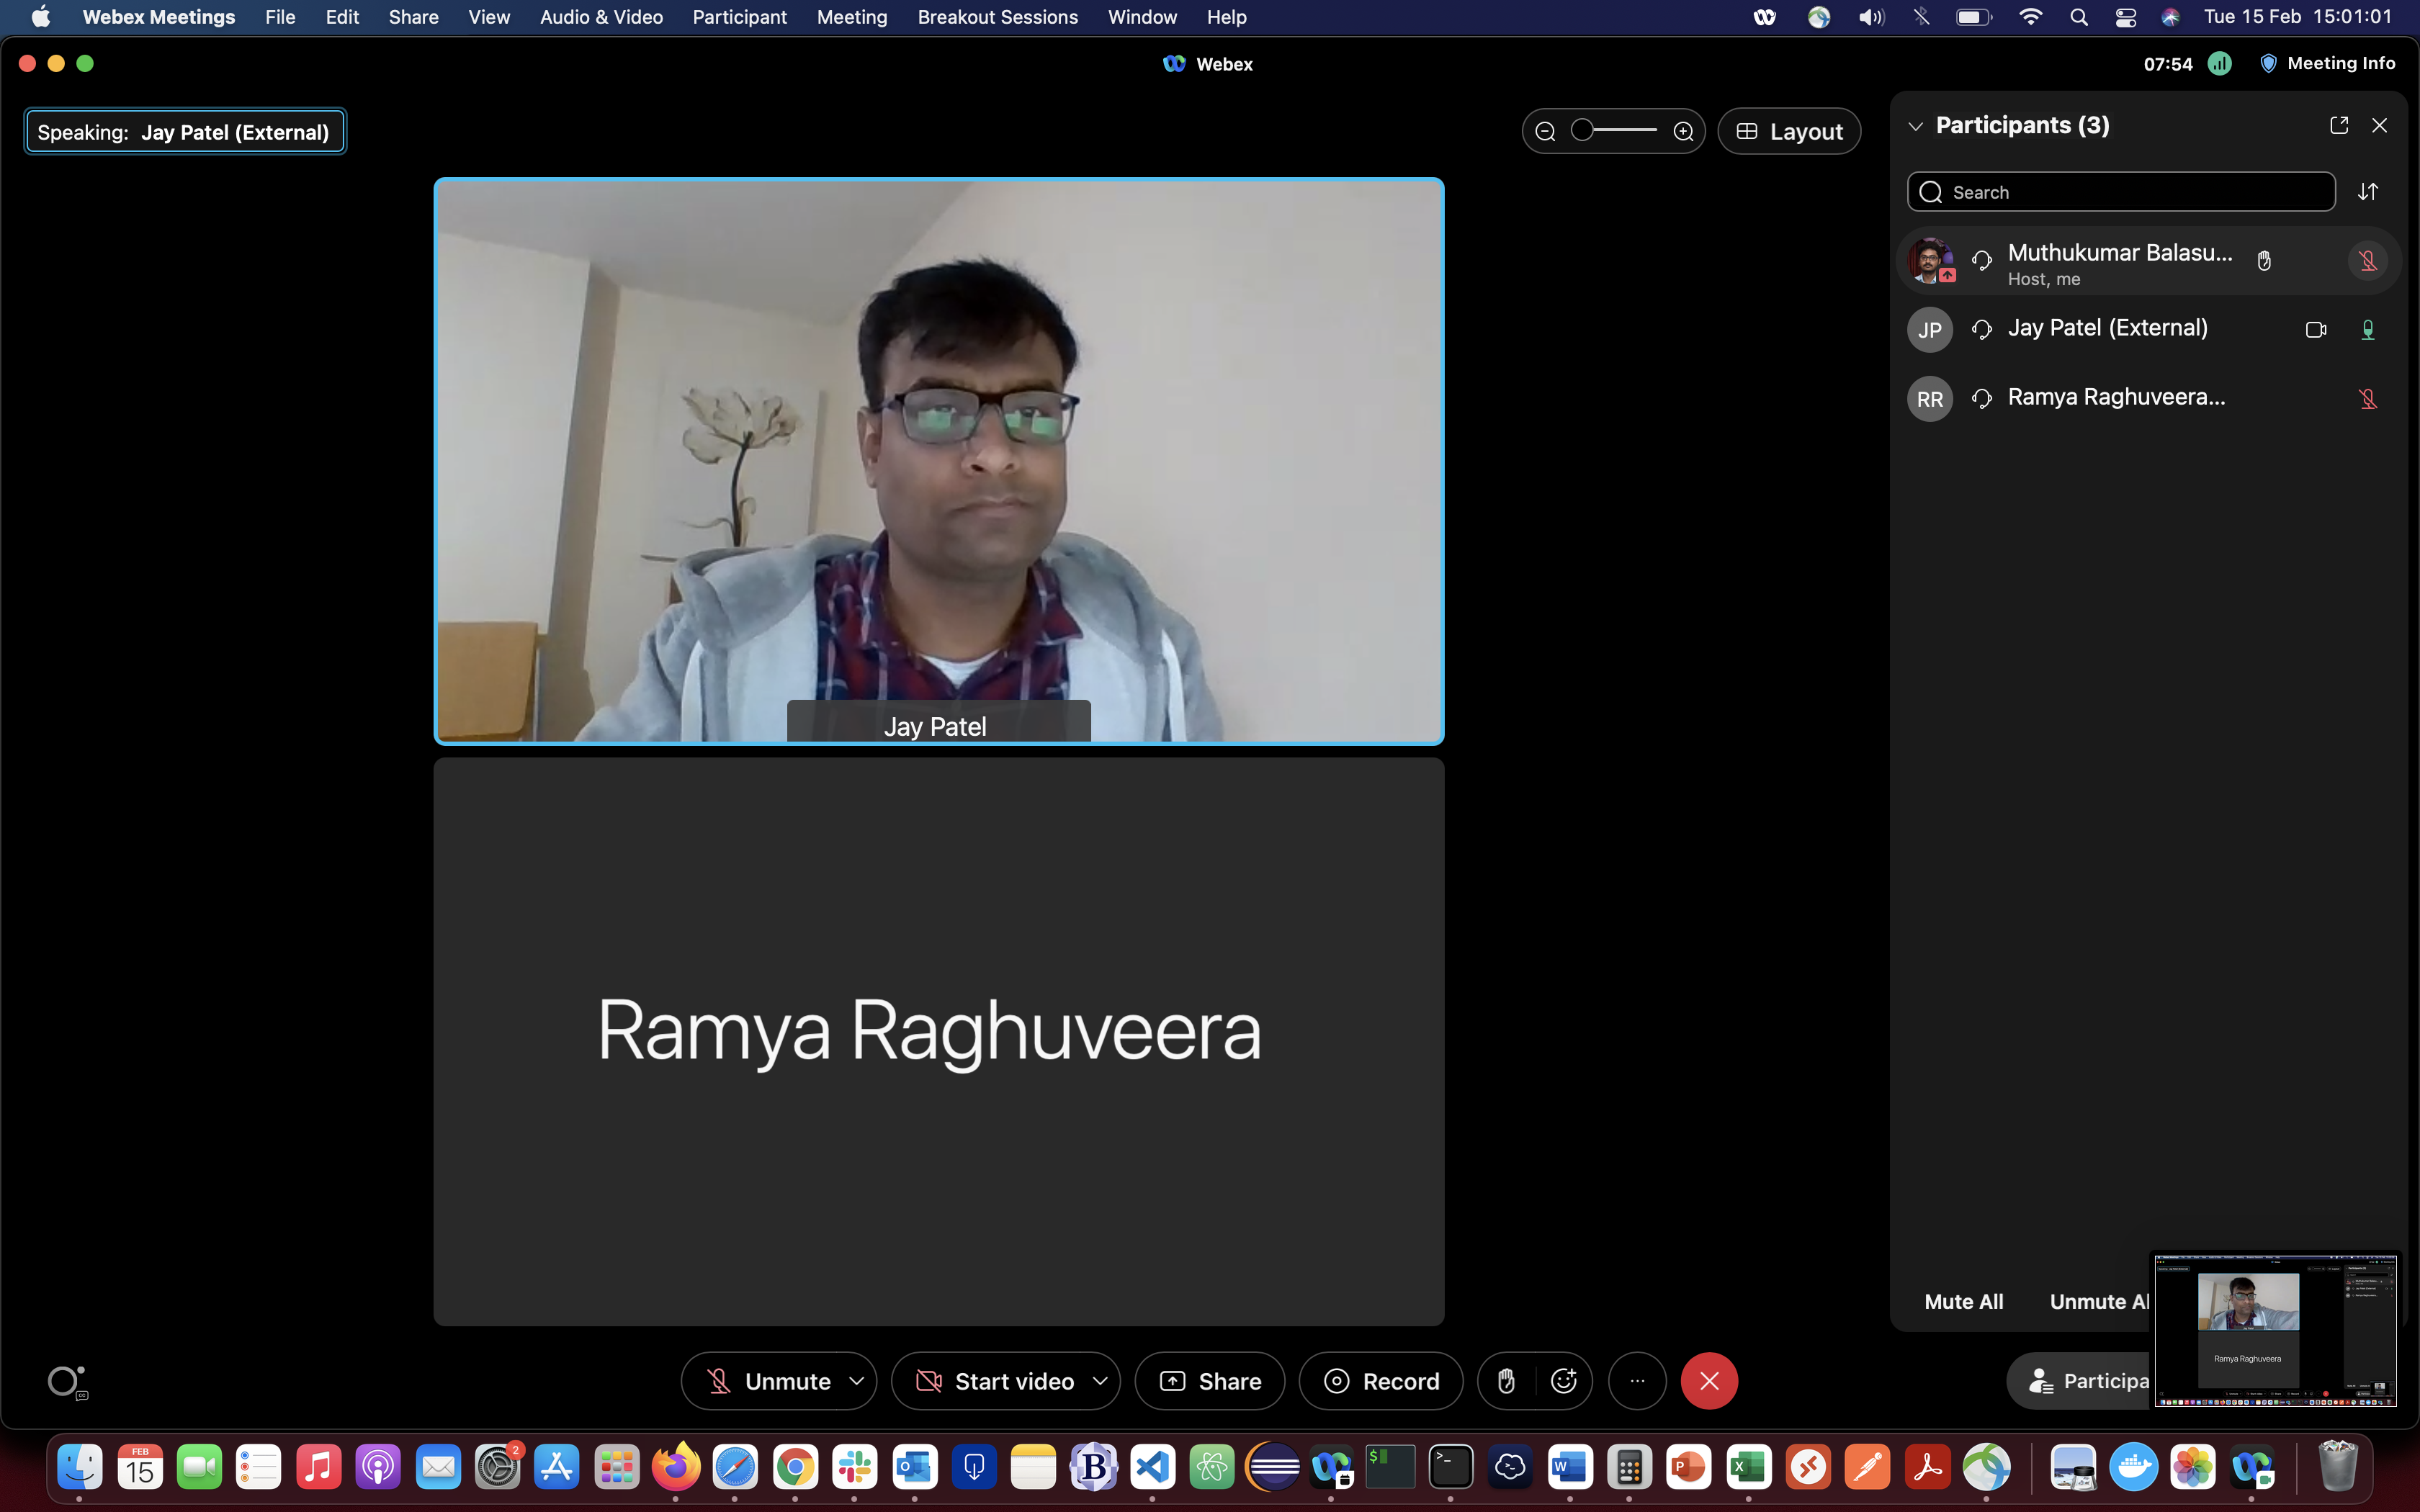 Webex Meetings File Edit Share View Audio & Video Participant Meeting Breakout Sessions Window Help Tue 15 Feb 15:01:01
Webex
07:54 Meeting Info
Speaking: Jay Patel (External)
Layout
Participants (3)
Search
Muthukumar Balasu...
Host, me
JP Jay Patel (External)
RR Ramya Raghuveera...
Jay Patel
Ramya Raghuveera
Mute All Unmute Al
Ramya Raghuveera
Unmute Start video Share Record Participa
FEB
15
2